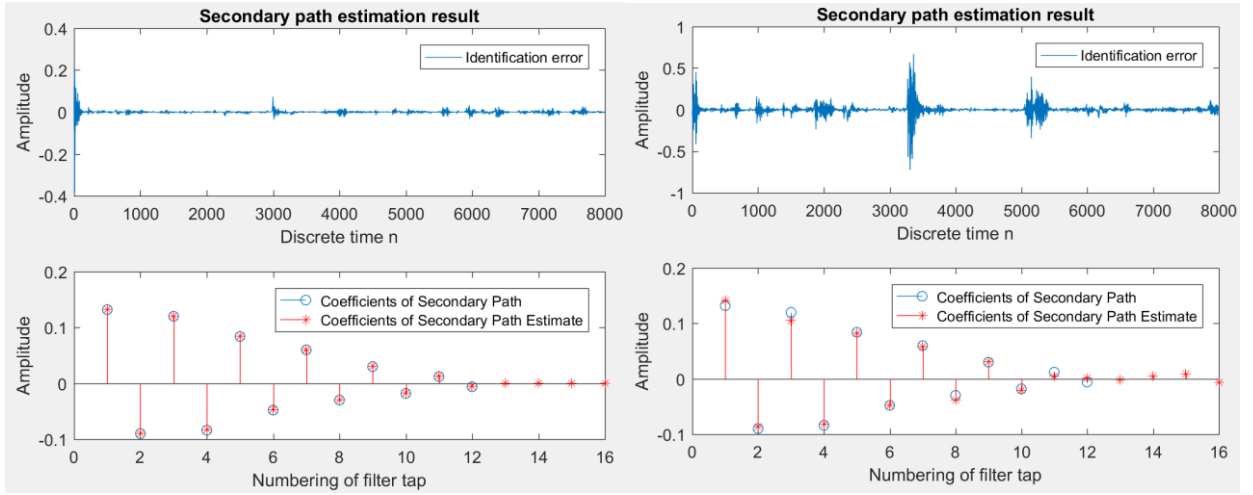 Secondary path estimation result
0.4
0.2
0
-0.2
-0.4
Amplitude
Identification error
0 1000 2000 3000 4000 5000 6000 7000 8000
Discrete time n
Secondary path estimation result
1
0.5
0
-0.5
-1
Amplitude
Identification error
0 1000 2000 3000 4000 5000 6000 7000 8000
Discrete time n
0.2
0.1
0
-0.1
Amplitude
Coefficients of Secondary Path
Coefficients of Secondary Path Estimate
0 2 4 6 8 10 12 14 16
Numbering of filter tap
0.2
0.1
0
-0.1
Amplitude
Coefficients of Secondary Path
Coefficients of Secondary Path Estimate
0 2 4 6 8 10 12 14 16
Numbering of filter tap